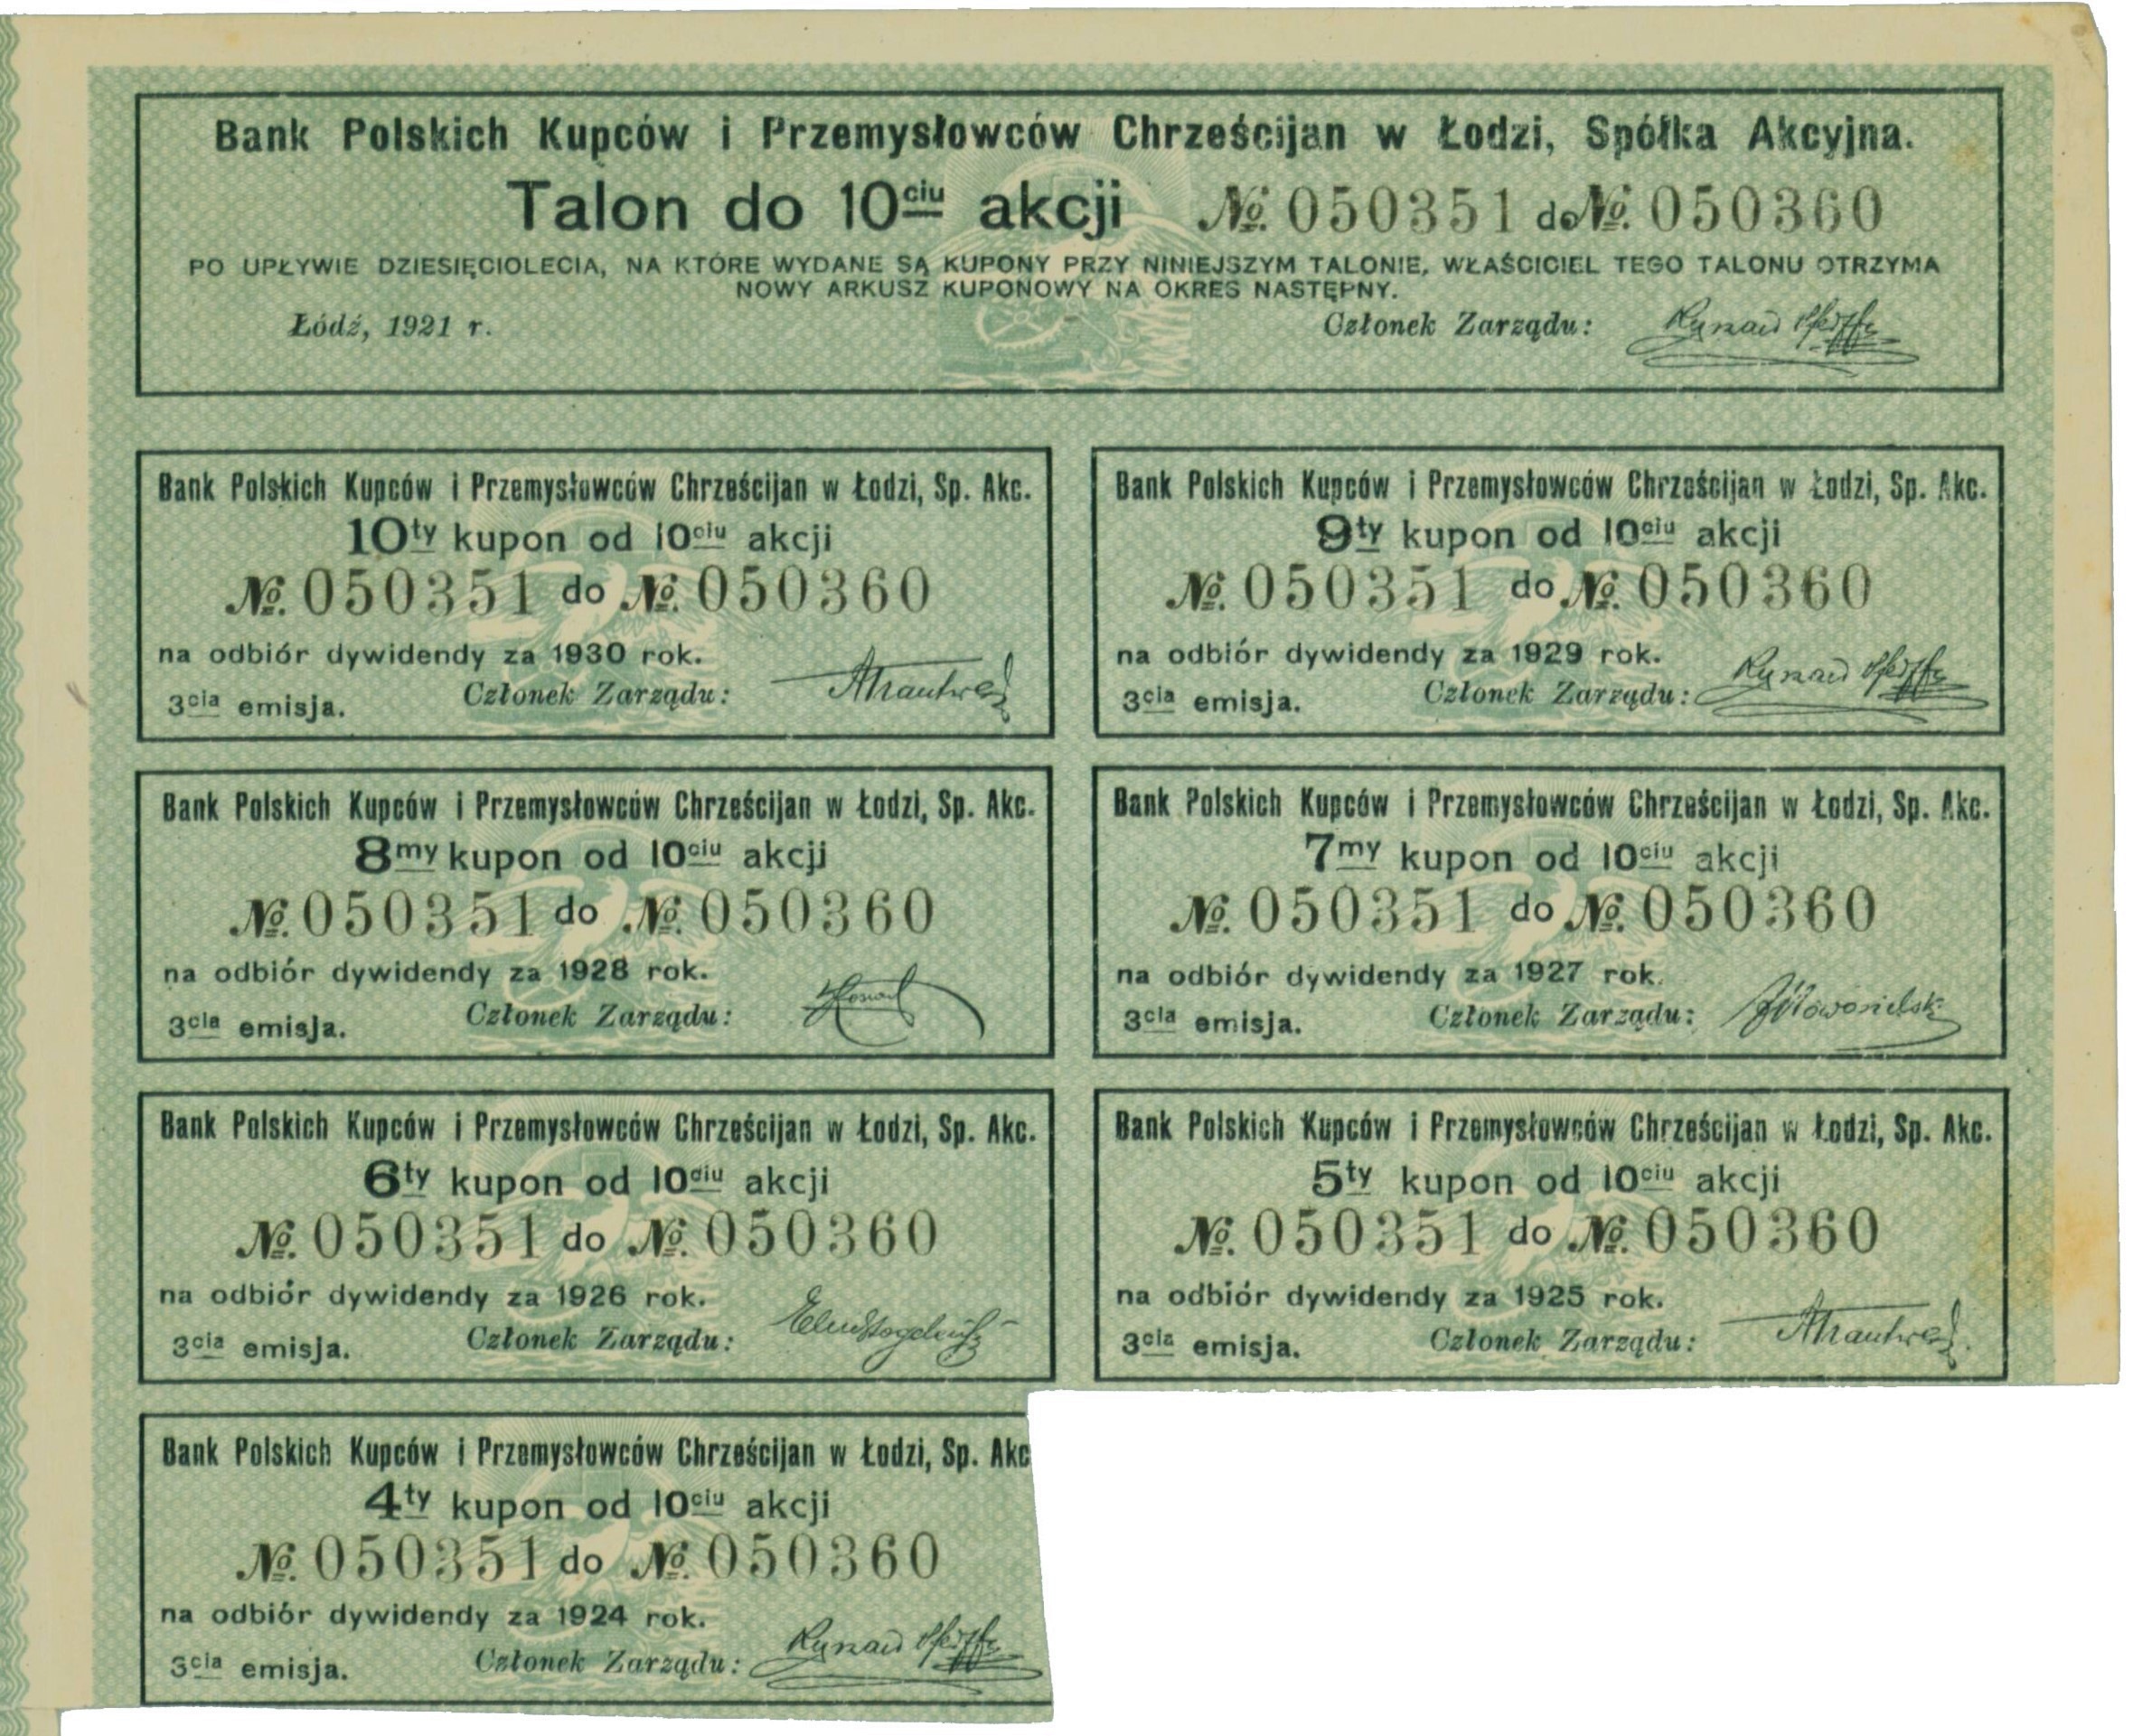 Bank Polskich Kupców i Przemysłowców Chrześcijan w Łodzi, Spółka Akcyjna.
Talon do 10ciu akcji № 050351 do № 050360
PO UPŁYWIE DZIESIĘCIOLECIA, NA KTÓRE WYDANE SĄ KUPONY PRZY NINIEJSZYM TALONIE, WŁAŚCICIEL TEGO TALONU OTRZYMA
NOWY ARKUSZ KUPONOWY NA OKRES NASTĘPNY.
Łódź, 1921 r. Członek Zarządu:
Bank Polskich Kupców i Przemysłowców Chrześcijan w Łodzi, Sp. Akc.
10ty kupon od 10ciu akcji
№ 050351 do № 050360
na odbiór dywidendy za 1930 rok.
3cia emisja. Członek Zarządu:
Bank Polskich Kupców i Przemysłowców Chrześcijan w Łodzi, Sp. Akc.
9ty kupon od 10ciu akcji
№ 050351 do № 050360
na odbiór dywidendy za 1929 rok.
3cia emisja. Członek Zarządu:
Bank Polskich Kupców i Przemysłowców Chrześcijan w Łodzi, Sp. Akc.
8my kupon od 10ciu akcji
№ 050351 do № 050360
na odbiór dywidendy za 1928 rok.
3cia emisja. Członek Zarządu:
Bank Polskich Kupców i Przemysłowców Chrześcijan w Łodzi, Sp. Akc.
7my kupon od 10ciu akcji
№ 050351 do № 050360
na odbiór dywidendy za 1927 rok.
3cia emisja. Członek Zarządu:
Bank Polskich Kupców i Przemysłowców Chrześcijan w Łodzi, Sp. Akc.
6ty kupon od 10ciu akcji
№ 050351 do № 050360
na odbiór dywidendy za 1926 rok.
3cia emisja. Członek Zarządu:
Bank Polskich Kupców i Przemysłowców Chrześcijan w Łodzi, Sp. Akc.
5ty kupon od 10ciu akcji
№ 050351 do № 050360
na odbiór dywidendy za 1925 rok.
3cia emisja. Członek Zarządu:
Bank Polskich Kupców i Przemysłowców Chrześcijan w Łodzi, Sp. Akc
4ty kupon od 10ciu akcji
№ 050351 do № 050360
na odbiór dywidendy za 1924 rok.
3cia emisja. Członek Zarządu: